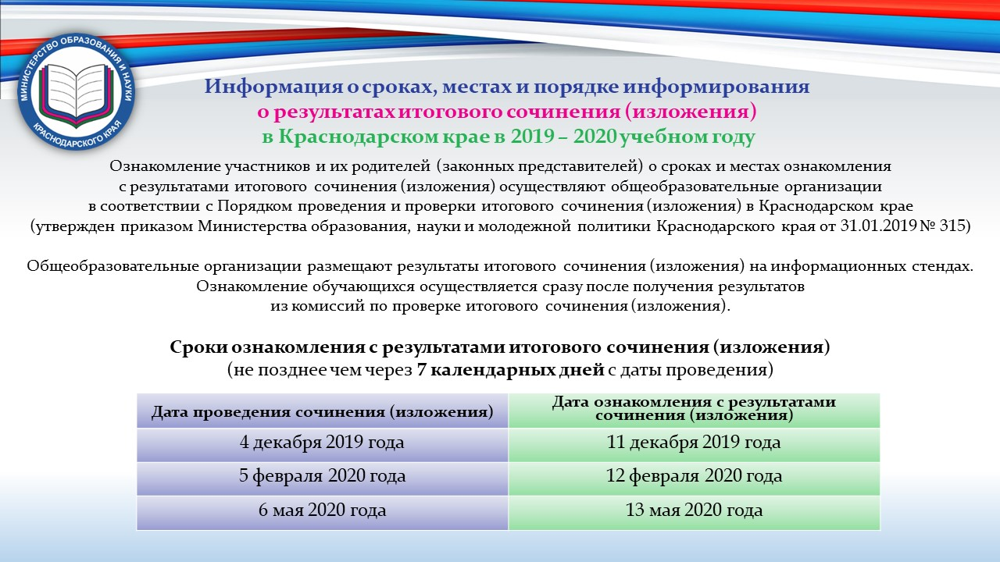 МИНИСТЕРСТВО ОБРАЗОВАНИЯ И НАУКИ
КРАСНОДАРСКОГО КРАЯ
Информация о сроках, местах и порядке информирования
о результатах итогового сочинения (изложения)
в Краснодарском крае в 2019 – 2020 учебном году
Ознакомление участников и их родителей (законных представителей) о сроках и местах ознакомления
с результатами итогового сочинения (изложения) осуществляют общеобразовательные организации
в соответствии с Порядком проведения и проверки итогового сочинения (изложения) в Краснодарском крае
(утвержден приказом Министерства образования, науки и молодежной политики Краснодарского края от 31.01.2019 № 315)
Общеобразовательные организации размещают результаты итогового сочинения (изложения) на информационных стендах.
Ознакомление обучающихся осуществляется сразу после получения результатов
из комиссий по проверке итогового сочинения (изложения).
Сроки ознакомления с результатами итогового сочинения (изложения)
(не позднее чем через 7 календарных дней с даты проведения)
Дата проведения сочинения (изложения)
Дата ознакомления с результатами
сочинения (изложения)
4 декабря 2019 года
11 декабря 2019 года
5 февраля 2020 года
12 февраля 2020 года
6 мая 2020 года
13 мая 2020 года